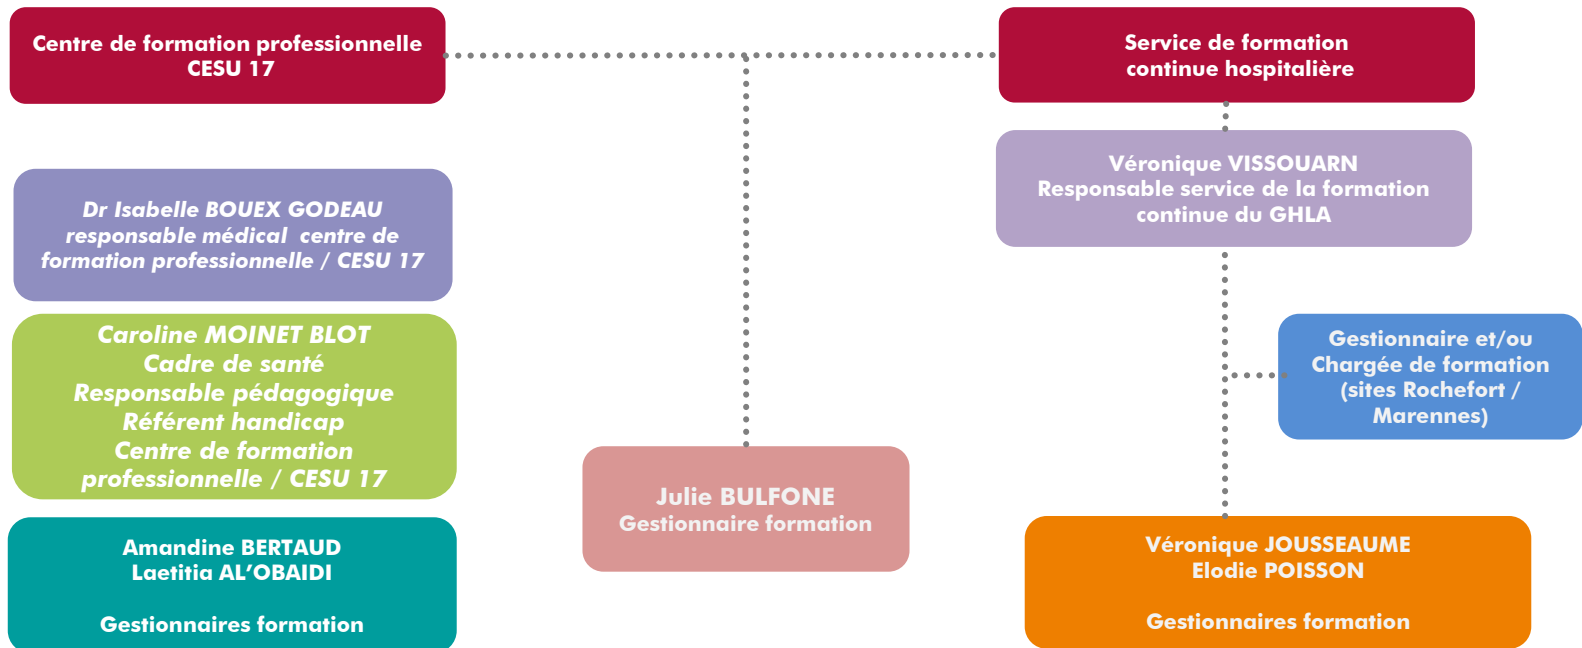 Centre de formation professionnelle
CESU 17
Service de formation
continue hospitalière
Dr Isabelle BOUEX GODEAU
responsable médical centre de
formation professionnelle / CESU 17
Véronique VISSOUARN
Responsable service de la formation
continue du GHLA
Caroline MOINET BLOT
Cadre de santé
Responsable pédagogique
Référent handicap
Centre de formation
professionnelle / CESU 17
Gestionnaire et/ou
Chargée de formation
(sites Rochefort /
Marennes)
Julie BULFONE
Gestionnaire formation
Amandine BERTAUD
Laetitia AL’OBAIDI
Gestionnaires formation
Véronique JOUSSEAUME
Elodie POISSON
Gestionnaires formation